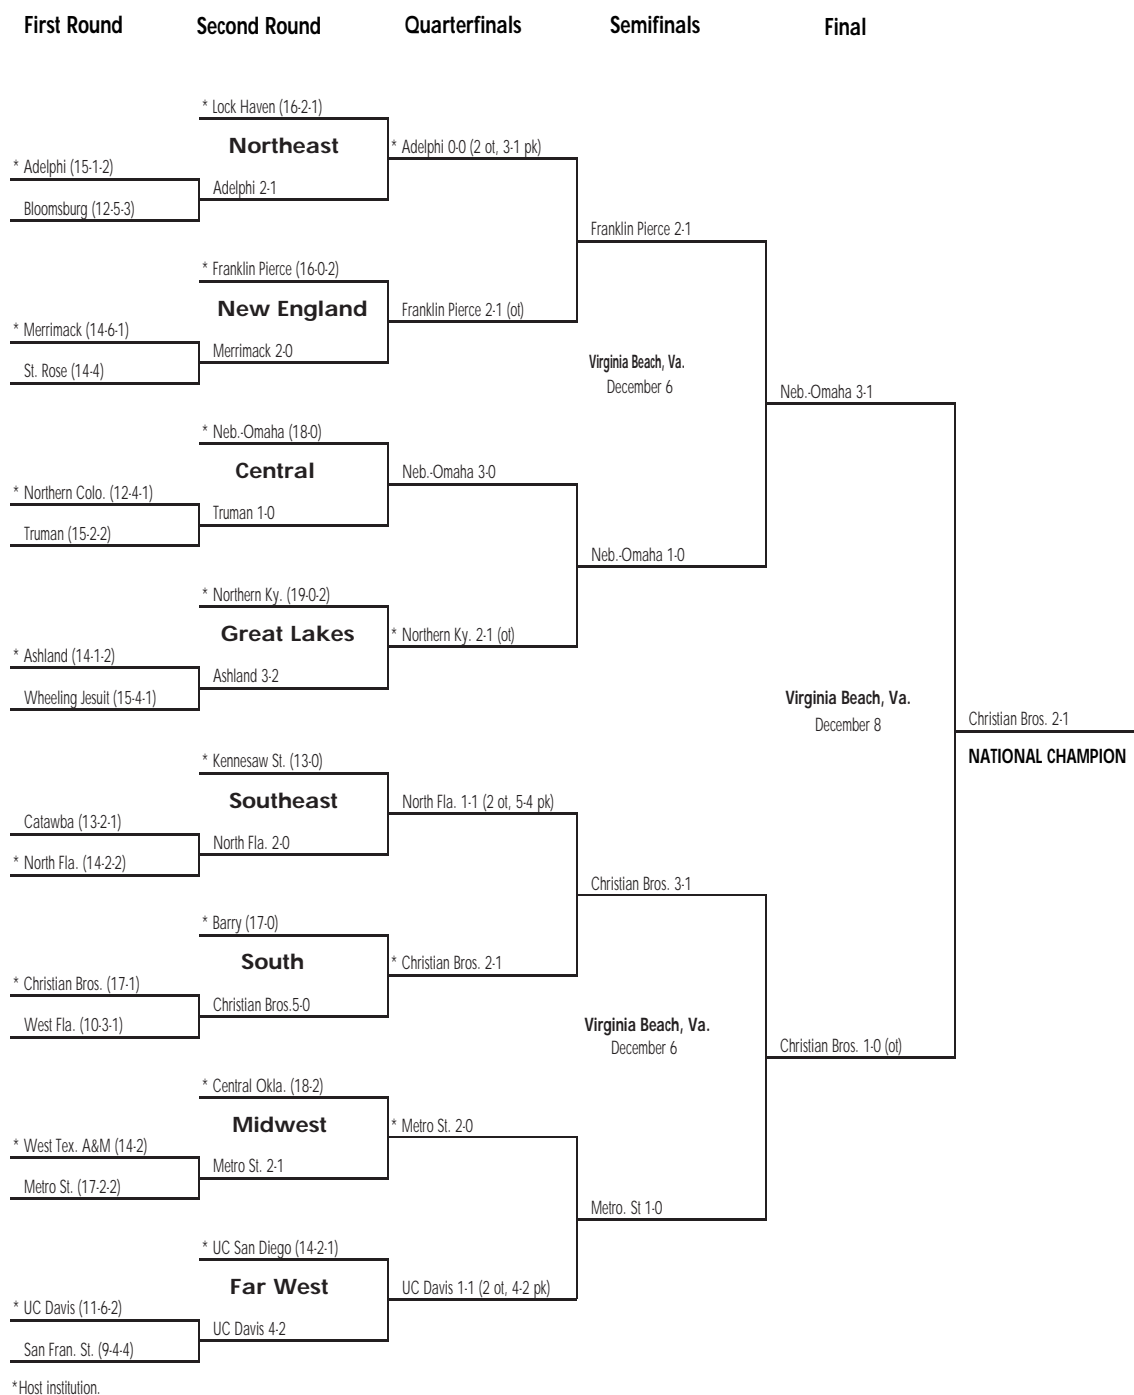 First Round Second Round Quarterfinals Semifinals Final
* Lock Haven (16-2-1)
Northeast
* Adelphi 0-0 (2 ot, 3-1 pk)
* Adelphi (15-1-2)
Adelphi 2-1
Bloomsburg (12-5-3)
Franklin Pierce 2-1
* Franklin Pierce (16-0-2)
New England
Franklin Pierce 2-1 (ot)
* Merrimack (14-6-1)
Merrimack 2-0
St. Rose (14-4)
Virginia Beach, Va.
December 6
Neb.-Omaha 3-1
* Neb.-Omaha (18-0)
Central
Neb.-Omaha 3-0
* Northern Colo. (12-4-1)
Truman 1-0
Truman (15-2-2)
Neb.-Omaha 1-0
* Northern Ky. (19-0-2)
Great Lakes
* Northern Ky. 2-1 (ot)
* Ashland (14-1-2)
Ashland 3-2
Wheeling Jesuit (15-4-1)
Virginia Beach, Va.
December 8
Christian Bros. 2-1
NATIONAL CHAMPION
* Kennesaw St. (13-0)
Southeast
North Fla. 1-1 (2 ot, 5-4 pk)
Catawba (13-2-1)
North Fla. 2-0
* North Fla. (14-2-2)
Christian Bros. 3-1
* Barry (17-0)
South
* Christian Bros. 2-1
* Christian Bros. (17-1)
Christian Bros.5-0
West Fla. (10-3-1)
Virginia Beach, Va.
December 6
Christian Bros. 1-0 (ot)
* Central Okla. (18-2)
Midwest
* Metro St. 2-0
* West Tex. A&M (14-2)
Metro St. 2-1
Metro St. (17-2-2)
Metro. St 1-0
* UC San Diego (14-2-1)
Far West
UC Davis 1-1 (2 ot, 4-2 pk)
* UC Davis (11-6-2)
UC Davis 4-2
San Fran. St. (9-4-4)
*Host institution.